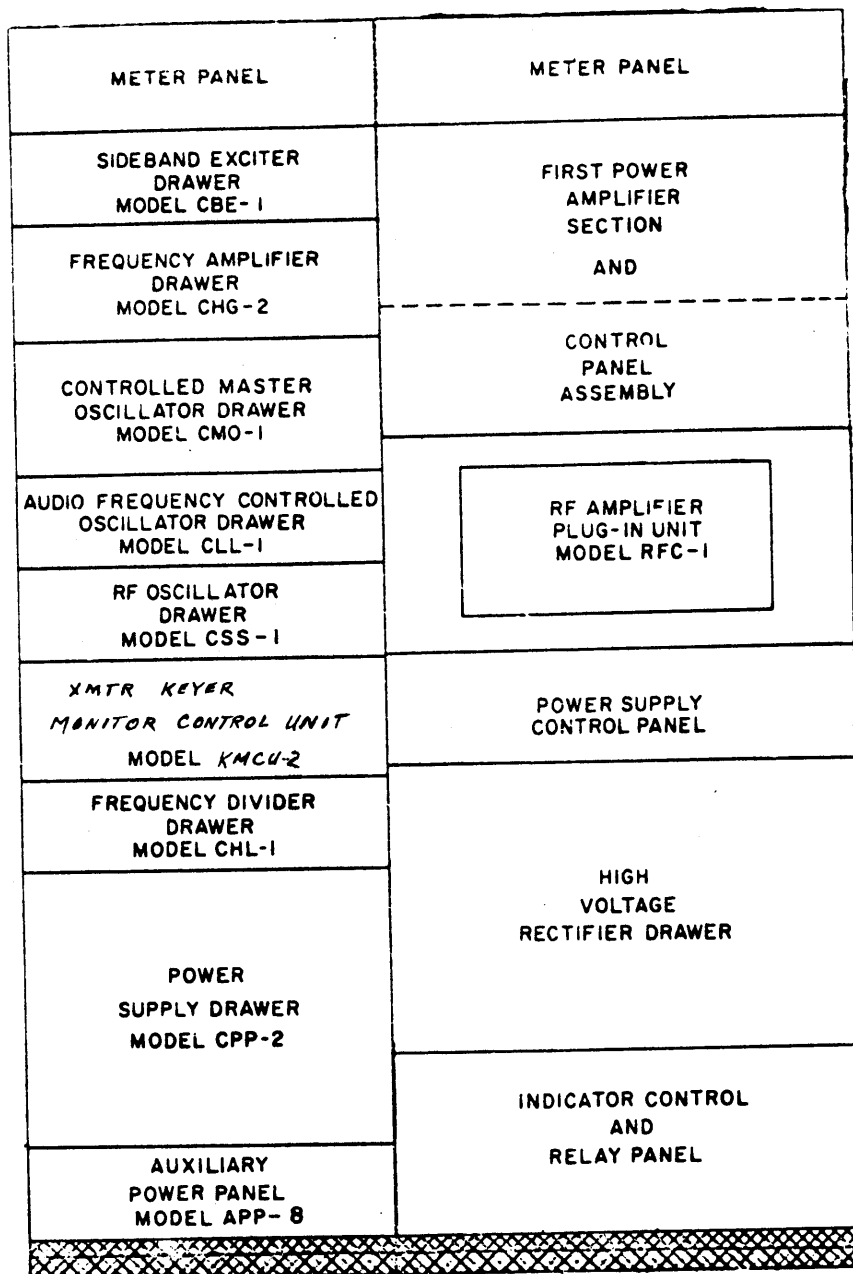 METER PANEL
SIDEBAND EXCITER
DRAWER
MODEL CBE-1
FREQUENCY AMPLIFIER
DRAWER
MODEL CHG-2
CONTROLLED MASTER
OSCILLATOR DRAWER
MODEL CMO-1
AUDIO FREQUENCY CONTROLLED
OSCILLATOR DRAWER
MODEL CLL-1
RF OSCILLATOR
DRAWER
MODEL CSS-1
XMTR KEYER
MONITOR CONTROL UNIT
MODEL KMCU-2
FREQUENCY DIVIDER
DRAWER
MODEL CHL-1
POWER
SUPPLY DRAWER
MODEL CPP-2
AUXILIARY
POWER PANEL
MODEL APP-8
METER PANEL
FIRST POWER
AMPLIFIER
SECTION
AND
CONTROL
PANEL
ASSEMBLY
RF AMPLIFIER
PLUG-IN UNIT
MODEL RFC-1
POWER SUPPLY
CONTROL PANEL
HIGH
VOLTAGE
RECTIFIER DRAWER
INDICATOR CONTROL
AND
RELAY PANEL